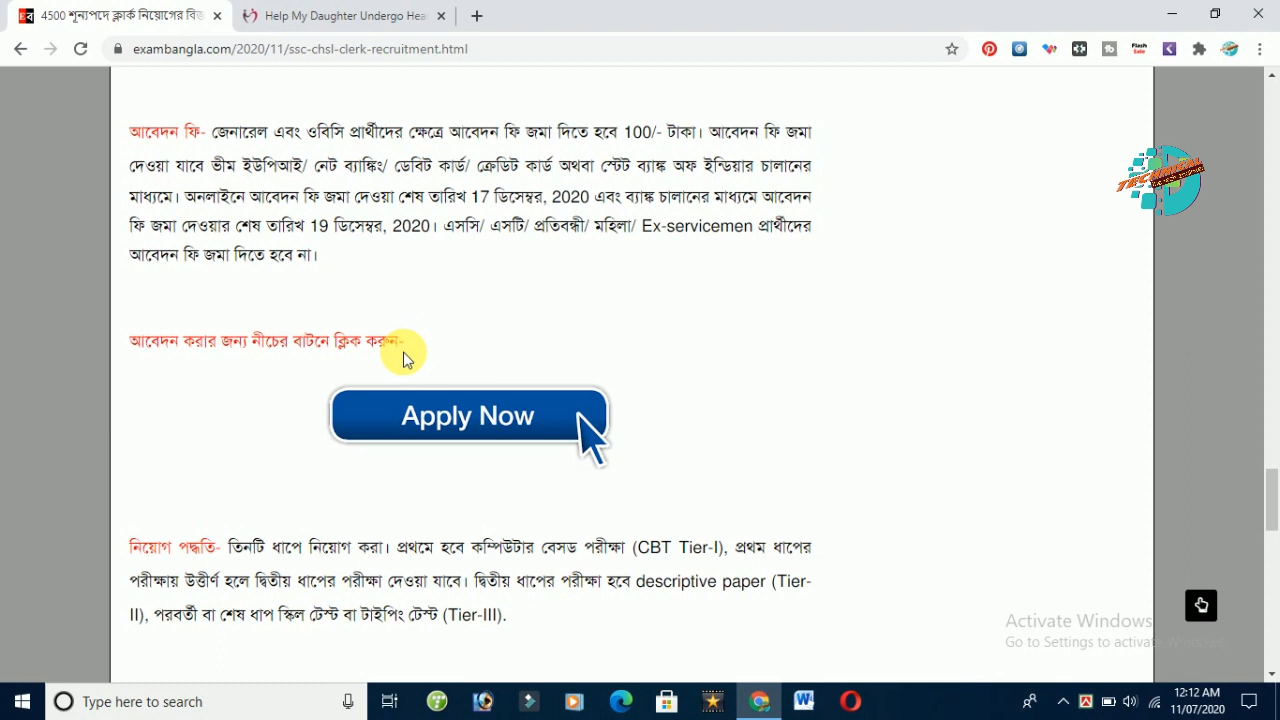 4500 শূন্যপদে ক্লার্ক নিয়োগের বিজ
Help My Daughter Undergo Hea
exambangla.com/2020/11/ssc-chsl-clerk-recruitment.html
আবেদন ফি- জেনারেল এবং ওবিসি প্রার্থীদের ক্ষেত্রে আবেদন ফি জমা দিতে হবে 100/- টাকা। আবেদন ফি জমা
দেওয়া যাবে ভীম ইউপিআই/ নেট ব্যাঙ্কিং/ ডেবিট কার্ড/ ক্রেডিট কার্ড অথবা স্টেট ব্যাঙ্ক অফ ইন্ডিয়ার চালানের
মাধ্যমে। অনলাইনে আবেদন ফি জমা দেওয়া শেষ তারিখ 17 ডিসেম্বর, 2020 এবং ব্যাঙ্ক চালানের মাধ্যমে আবেদন
ফি জমা দেওয়ার শেষ তারিখ 19 ডিসেম্বর, 2020। এসসি/ এসটি/ প্রতিবন্ধী/ মহিলা/ Ex-servicemen প্রার্থীদের
আবেদন ফি জমা দিতে হবে না।
আবেদন করার জন্য নীচের বাটনে ক্লিক করুন-
Apply Now
নিয়োগ পদ্ধতি- তিনটি ধাপে নিয়োগ করা। প্রথমে হবে কম্পিউটার বেসড পরীক্ষা (CBT Tier-I), প্রথম ধাপের
পরীক্ষায় উত্তীর্ণ হলে দ্বিতীয় ধাপের পরীক্ষা দেওয়া যাবে। দ্বিতীয় ধাপের পরীক্ষা হবে descriptive paper (Tier-
II), পরবর্তী বা শেষ ধাপ স্কিল টেস্ট বা টাইপিং টেস্ট (Tier-III).
Activate Windows
Go to Settings to activate Windows.
Type here to search
12:12 AM
11/07/2020